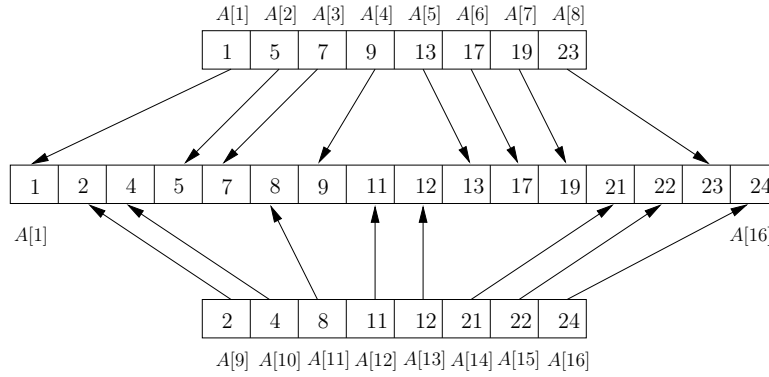 A[1] A[2] A[3] A[4] A[5] A[6] A[7] A[8]
1 5 7 9 13 17 19 23
1 2 4 5 7 8 9 11 12 13 17 19 21 22 23 24
A[1] A[16]
2 4 8 11 12 21 22 24
A[9] A[10] A[11] A[12] A[13] A[14] A[15] A[16]